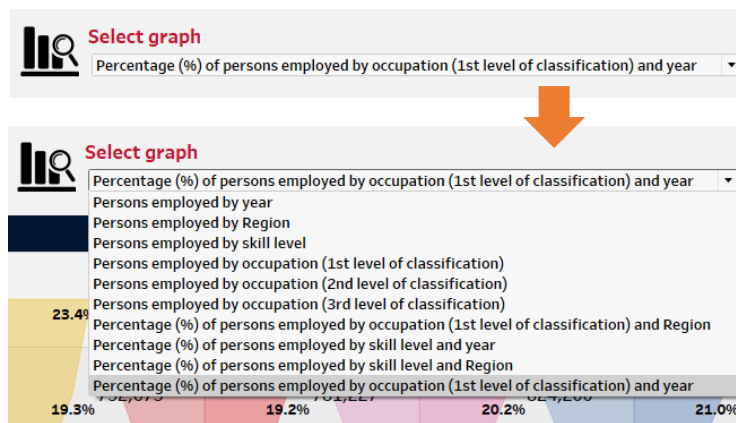 Select graph
Percentage (%) of persons employed by occupation (1st level of classification) and year
Select graph
Percentage (%) of persons employed by occupation (1st level of classification) and year
Persons employed by year
Persons employed by Region
Persons employed by skill level
Persons employed by occupation (1st level of classification)
Persons employed by occupation (2nd level of classification)
Persons employed by occupation (3rd level of classification)
23.4%
Percentage (%) of persons employed by occupation (1st level of classification) and Region
Percentage (%) of persons employed by skill level and year
Percentage (%) of persons employed by skill level and Region
Percentage (%) of persons employed by occupation (1st level of classification) and year
19.3% 19.2% 20.2% 21.0%